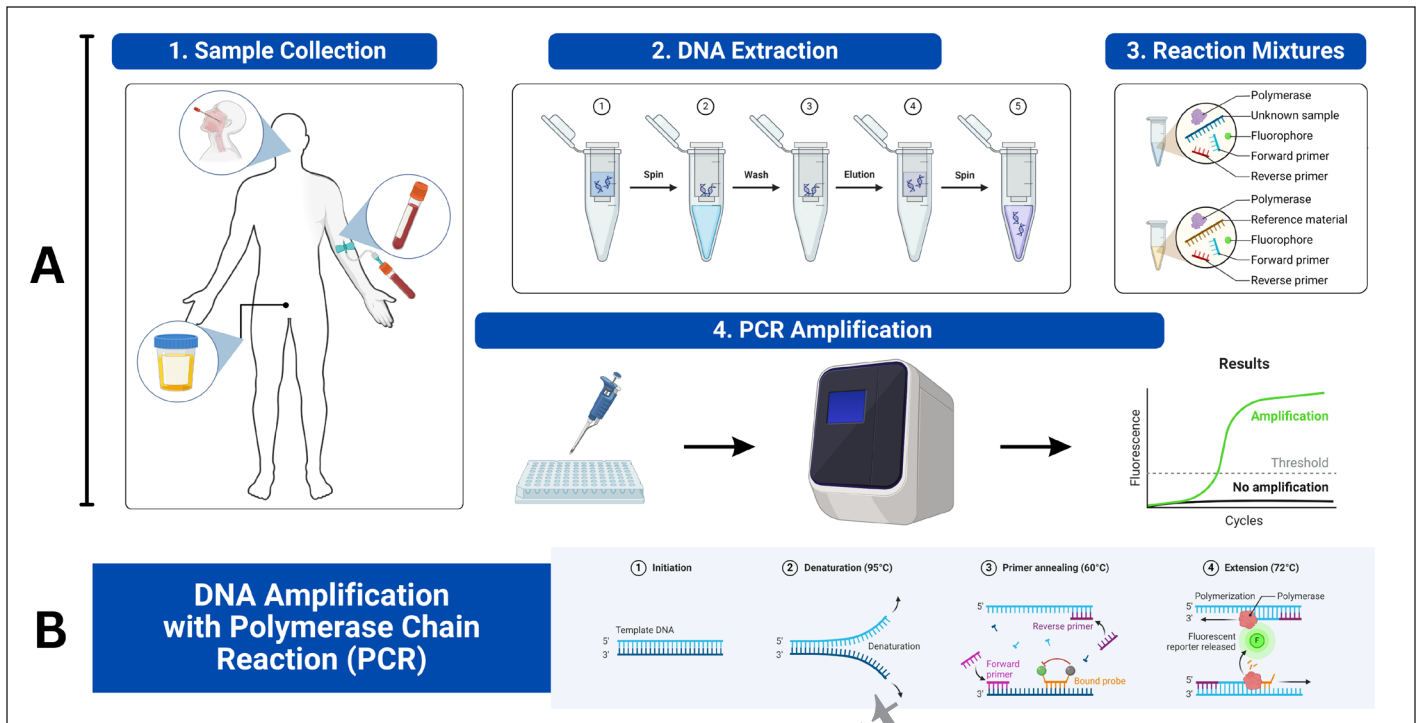 A
1. Sample Collection
2. DNA Extraction
1
2
3
4
5
Spin
Wash
Elution
Spin
3. Reaction Mixtures
Polymerase
Unknown sample
Fluorophore
Forward primer
Reverse primer
Polymerase
Reference material
Fluorophore
Forward primer
Reverse primer
4. PCR Amplification
Results
Fluorescence
Amplification
Threshold
No amplification
Cycles
B
DNA Amplification
with Polymerase Chain
Reaction (PCR)
1 Initiation
Template DNA
5'
3'
2 Denaturation (95°C)
5'
3'
Denaturation
3 Primer annealing (60°C)
5'
Reverse primer
Forward
primer
Bound probe
3'
4 Extension (72°C)
Polymerization
Polymerase
5'
3'
Fluorescent
reporter released
F
5'
3'